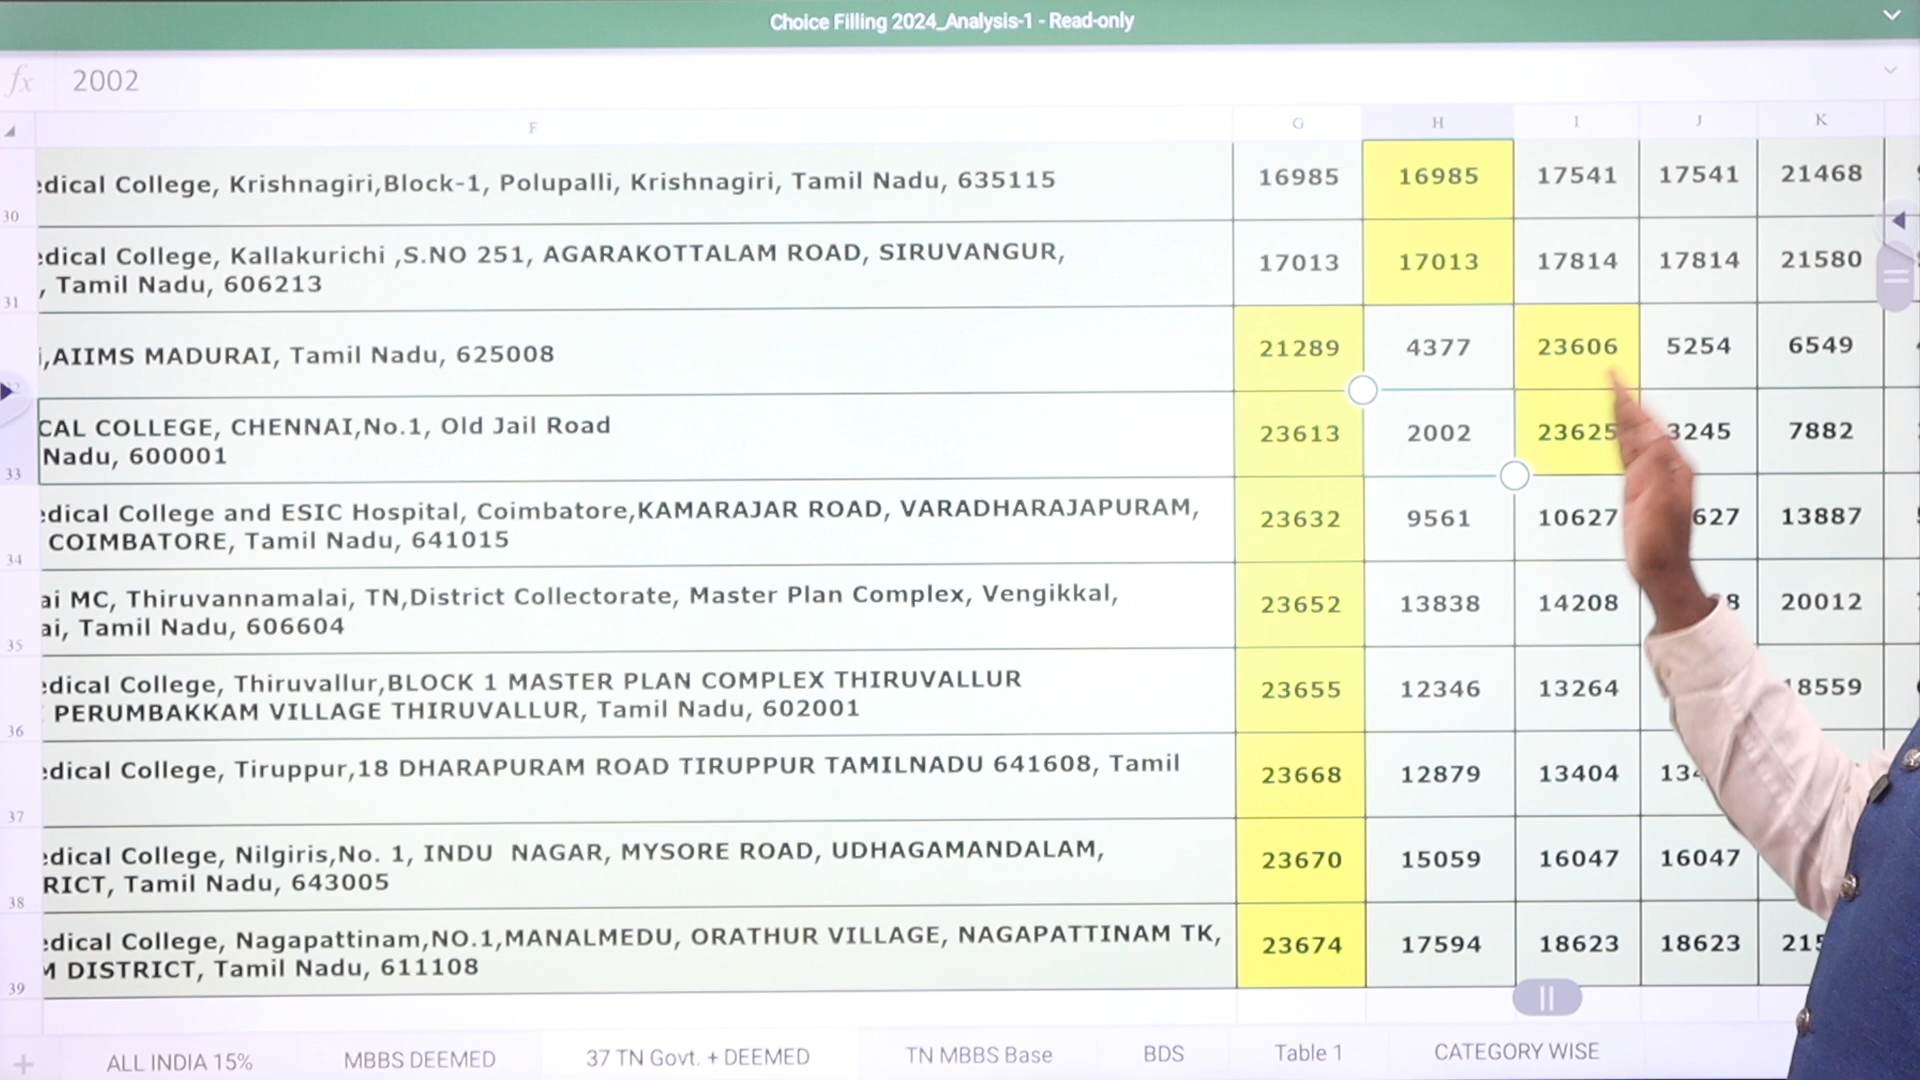 Choice Filling 2024_Analysis-1 - Read-only
fx 2002
F G H I J K
30 edical College, Krishnagiri,Block-1, Polupalli, Krishnagiri, Tamil Nadu, 635115 16985 16985 17541 17541 21468
31 edical College, Kallakurichi ,S.NO 251, AGARAKOTTALAM ROAD, SIRUVANGUR, 17013 17013 17814 17814 21580
, Tamil Nadu, 606213
,AIIMS MADURAI, Tamil Nadu, 625008 21289 4377 23606 5254 6549
33 CAL COLLEGE, CHENNAI,No.1, Old Jail Road 23613 2002 23625 3245 7882
Nadu, 600001
34 edical College and ESIC Hospital, Coimbatore,KAMARAJAR ROAD, VARADHARAJAPURAM, 23632 9561 10627 627 13887
COIMBATORE, Tamil Nadu, 641015
35 ai MC, Thiruvannamalai, TN,District Collectorate, Master Plan Complex, Vengikkal, 23652 13838 14208 8 20012
ai, Tamil Nadu, 606604
36 edical College, Thiruvallur,BLOCK 1 MASTER PLAN COMPLEX THIRUVALLUR 23655 12346 13264 18559
PERUMBAKKAM VILLAGE THIRUVALLUR, Tamil Nadu, 602001
37 edical College, Tiruppur,18 DHARAPURAM ROAD TIRUPPUR TAMILNADU 641608, Tamil 23668 12879 13404 134
38 edical College, Nilgiris,No. 1, INDU NAGAR, MYSORE ROAD, UDHAGAMANDALAM, 23670 15059 16047 16047
RICT, Tamil Nadu, 643005
39 edical College, Nagapattinam,NO.1,MANALMEDU, ORATHUR VILLAGE, NAGAPATTINAM TK, 23674 17594 18623 18623 215
M DISTRICT, Tamil Nadu, 611108
+ ALL INDIA 15% MBBS DEEMED 37 TN Govt. + DEEMED TN MBBS Base BDS Table 1 CATEGORY WISE